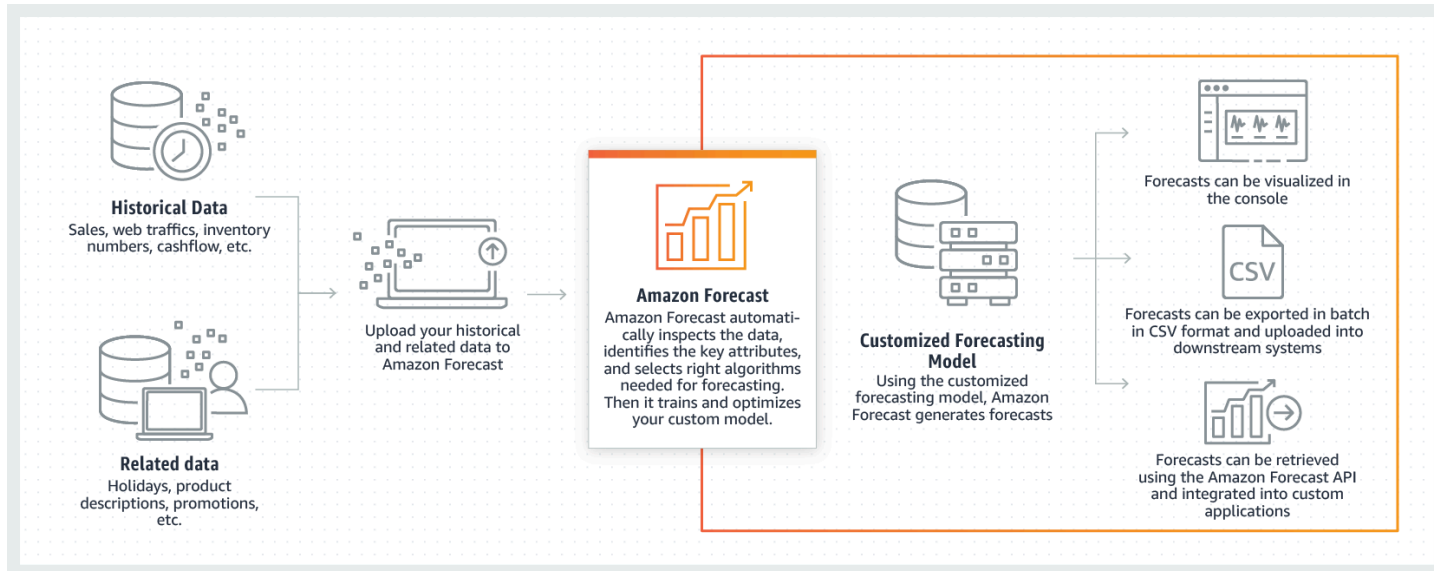 Historical Data
Sales, web traffics, inventory
numbers, cashflow, etc.
Related data
Holidays, product
descriptions, promotions,
etc.
Upload your historical
and related data to
Amazon Forecast
Amazon Forecast
Amazon Forecast automati-
cally inspects the data,
identifies the key attributes,
and selects right algorithms
needed for forecasting.
Then it trains and optimizes
your custom model.
Customized Forecasting
Model
Using the customized
forecasting model, Amazon
Forecast generates forecasts
Forecasts can be visualized in
the console
CSV
Forecasts can be exported in batch
in CSV format and uploaded into
downstream systems
Forecasts can be retrieved
using the Amazon Forecast API
and integrated into custom
applications